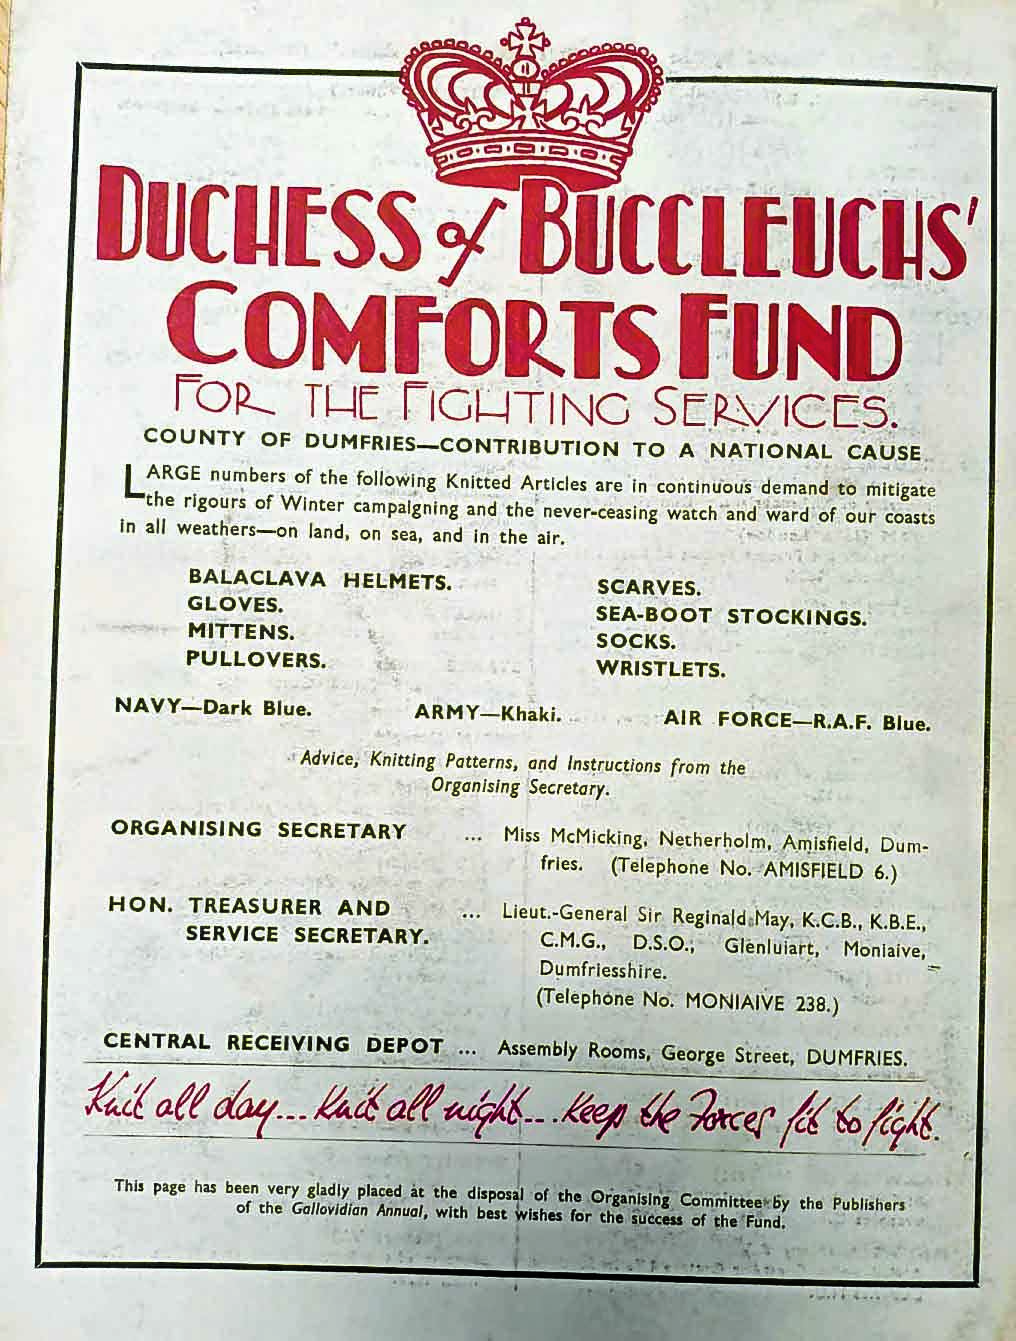 DUCHESS of BUCCLEUCHS'
COMFORTS FUND
FOR THE FIGHTING SERVICES.
COUNTY OF DUMFRIES—CONTRIBUTION TO A NATIONAL CAUSE
LARGE numbers of the following Knitted Articles are in continuous demand to mitigate
the rigours of Winter campaigning and the never-ceasing watch and ward of our coasts
in all weathers—on land, on sea, and in the air.
BALACLAVA HELMETS.
GLOVES.
MITTENS.
PULLOVERS.
SCARVES.
SEA-BOOT STOCKINGS.
SOCKS.
WRISTLETS.
NAVY—Dark Blue. ARMY—Khaki. AIR FORCE—R.A.F. Blue.
Advice, Knitting Patterns, and Instructions from the
Organising Secretary.
ORGANISING SECRETARY ... Miss McMicking, Netherholm, Amisfield, Dum-
fries. (Telephone No. AMISFIELD 6.)
HON. TREASURER AND ... Lieut.-General Sir Reginald May, K.C.B., K.B.E.,
SERVICE SECRETARY. C.M.G., D.S.O., Glenluiart, Moniaive,
Dumfriesshire.
(Telephone No. MONIAIVE 238.)
CENTRAL RECEIVING DEPOT ... Assembly Rooms, George Street, DUMFRIES.
Knit all day... Knit all night... Keep the Forces fit to fight.
This page has been very gladly placed at the disposal of the Organising Committee by the Publishers
of the Gallovidian Annual, with best wishes for the success of the Fund.